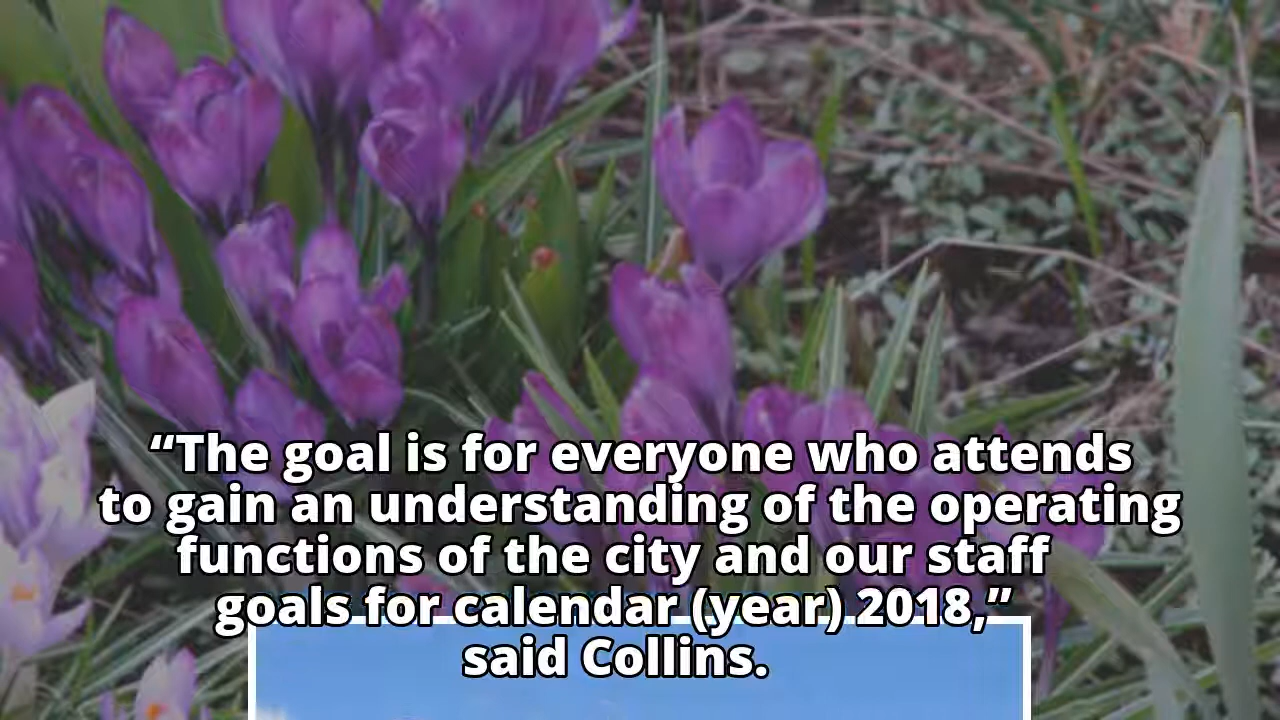 “The goal is for everyone who attends
to gain an understanding of the operating
functions of the city and our staff
goals for calendar (year) 2018,”
said Collins.